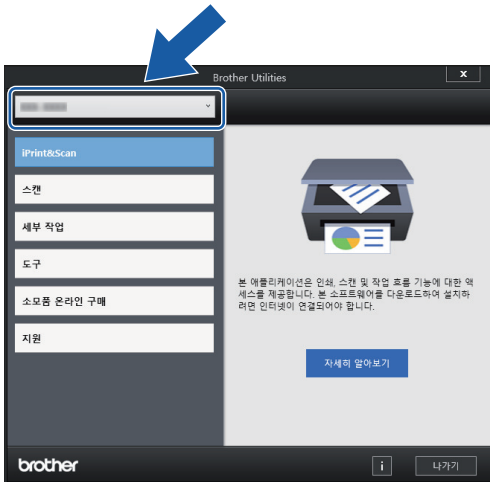 Brother Utilities
X
iPrint&Scan
스캔
세부 작업
도구
소모품 온라인 구매
지원
본 애플리케이션은 인쇄, 스캔 및 작업 흐름 기능에 대한 액
세스를 제공합니다. 본 소프트웨어를 다운로드하여 설치하
려면 인터넷이 연결되어야 합니다.
자세히 알아보기
brother
i
나가기